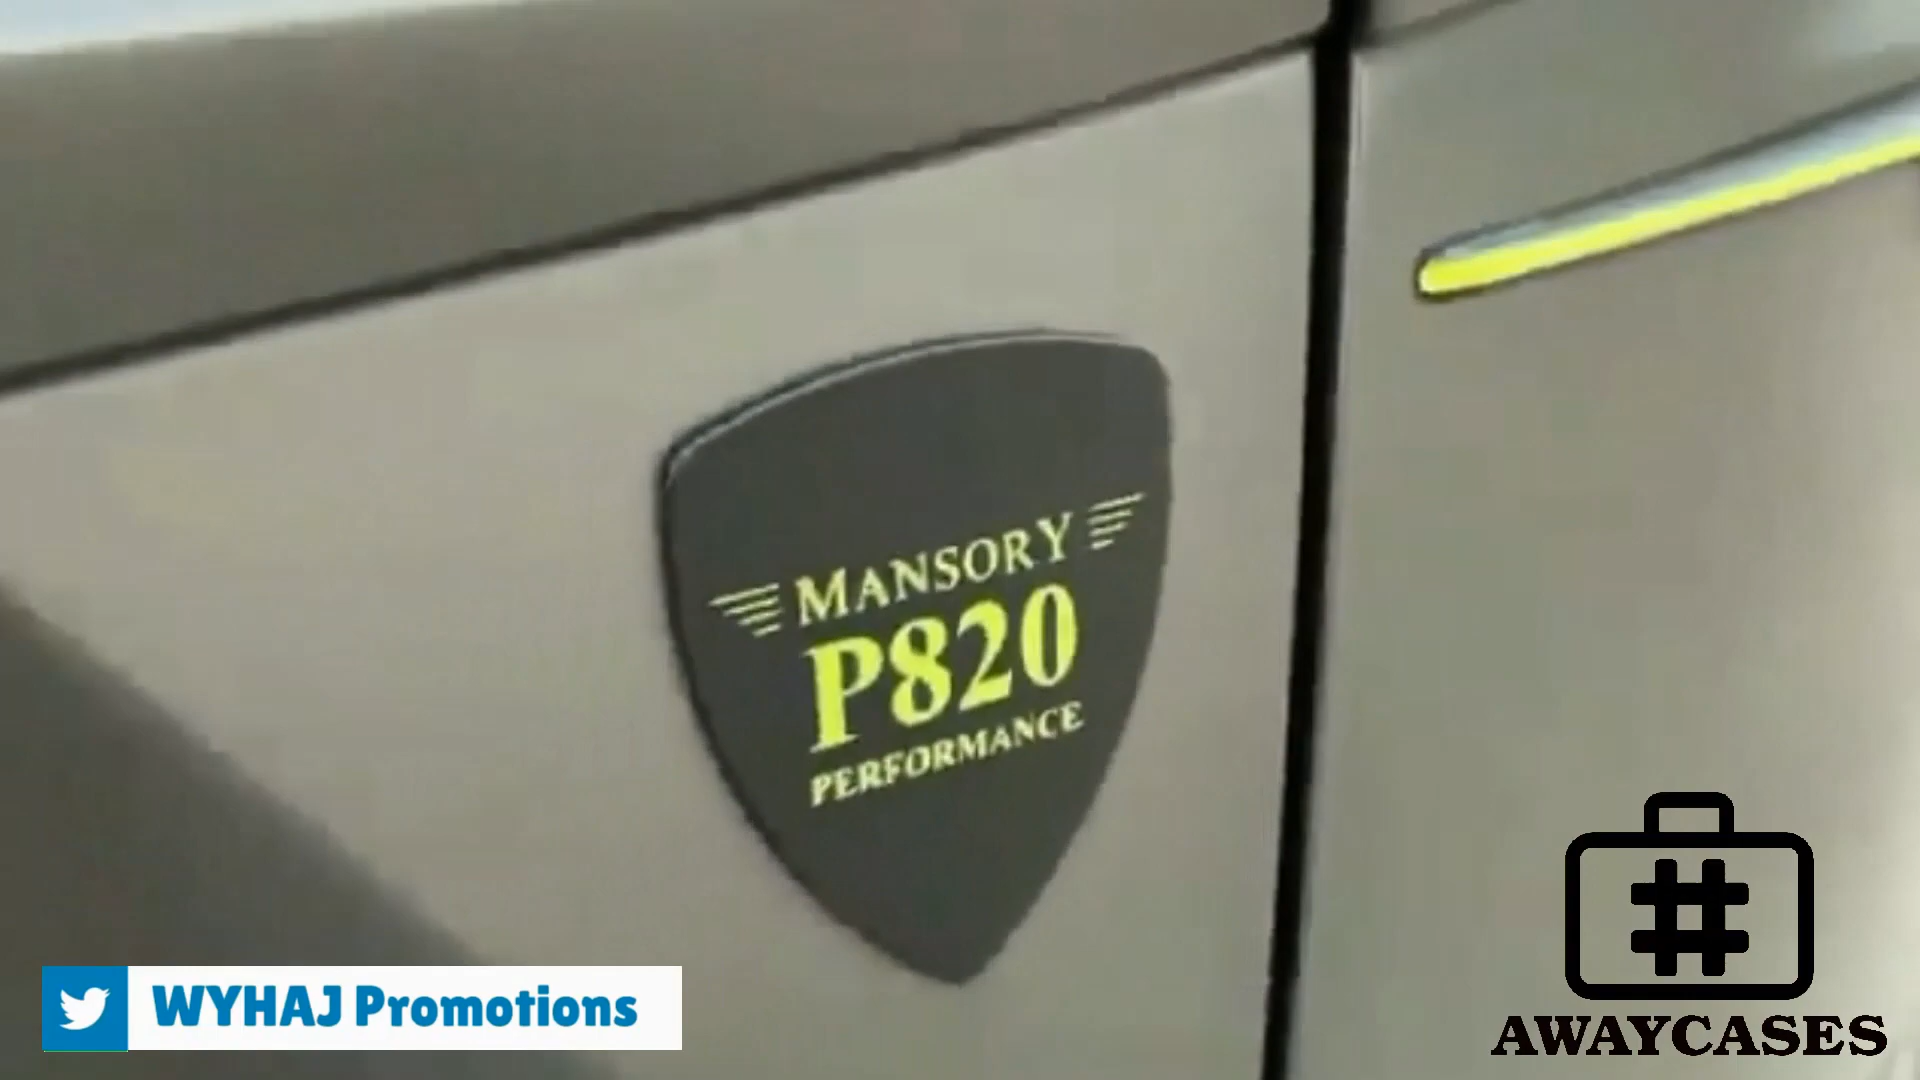 MANSORY
P820
PERFORMANCE
WYHAJ Promotions
#
AWAYCASES